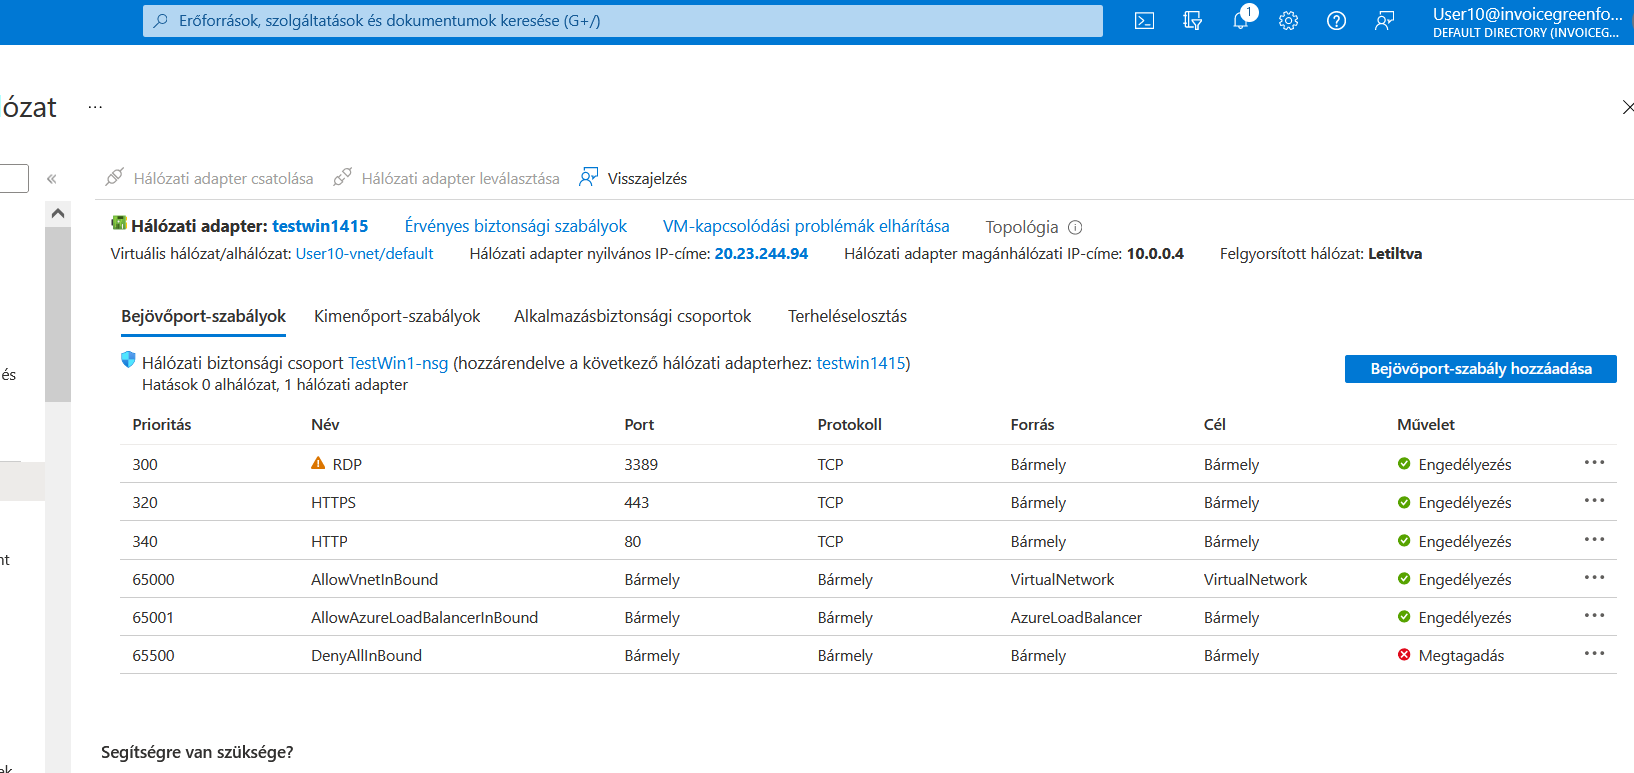 Erőforrások, szolgáltatások és dokumentumok keresése (G+/)
1
User10@invoicegreenfo...
DEFAULT DIRECTORY (INVOICEG...
ózat ...
«
Hálózati adapter csatolása Hálózati adapter leválasztása Visszajelzés
Hálózati adapter: testwin1415 Érvényes biztonsági szabályok VM-kapcsolódási problémák elhárítása Topológia
Virtuális hálózat/alhálózat: User10-vnet/default Hálózati adapter nyilvános IP-címe: 20.23.244.94 Hálózati adapter magánhálózati IP-címe: 10.0.0.4 Felgyorsított hálózat: Letiltva
Bejövőport-szabályok Kimenőport-szabályok Alkalmazásbiztonsági csoportok Terheléselosztás
Hálózati biztonsági csoport TestWin1-nsg (hozzárendelve a következő hálózati adapterhez: testwin1415)
Hatások 0 alhálózat, 1 hálózati adapter
Bejövőport-szabály hozzáadása
és
Prioritás Név Port Protokoll Forrás Cél Művelet
300 RDP 3389 TCP Bármely Bármely Engedélyezés ...
320 HTTPS 443 TCP Bármely Bármely Engedélyezés ...
340 HTTP 80 TCP Bármely Bármely Engedélyezés ...
nt
65000 AllowVnetInBound Bármely Bármely VirtualNetwork VirtualNetwork Engedélyezés ...
65001 AllowAzureLoadBalancerInBound Bármely Bármely AzureLoadBalancer Bármely Engedélyezés ...
65500 DenyAllInBound Bármely Bármely Bármely Bármely Megtagadás ...
Segítségre van szüksége?